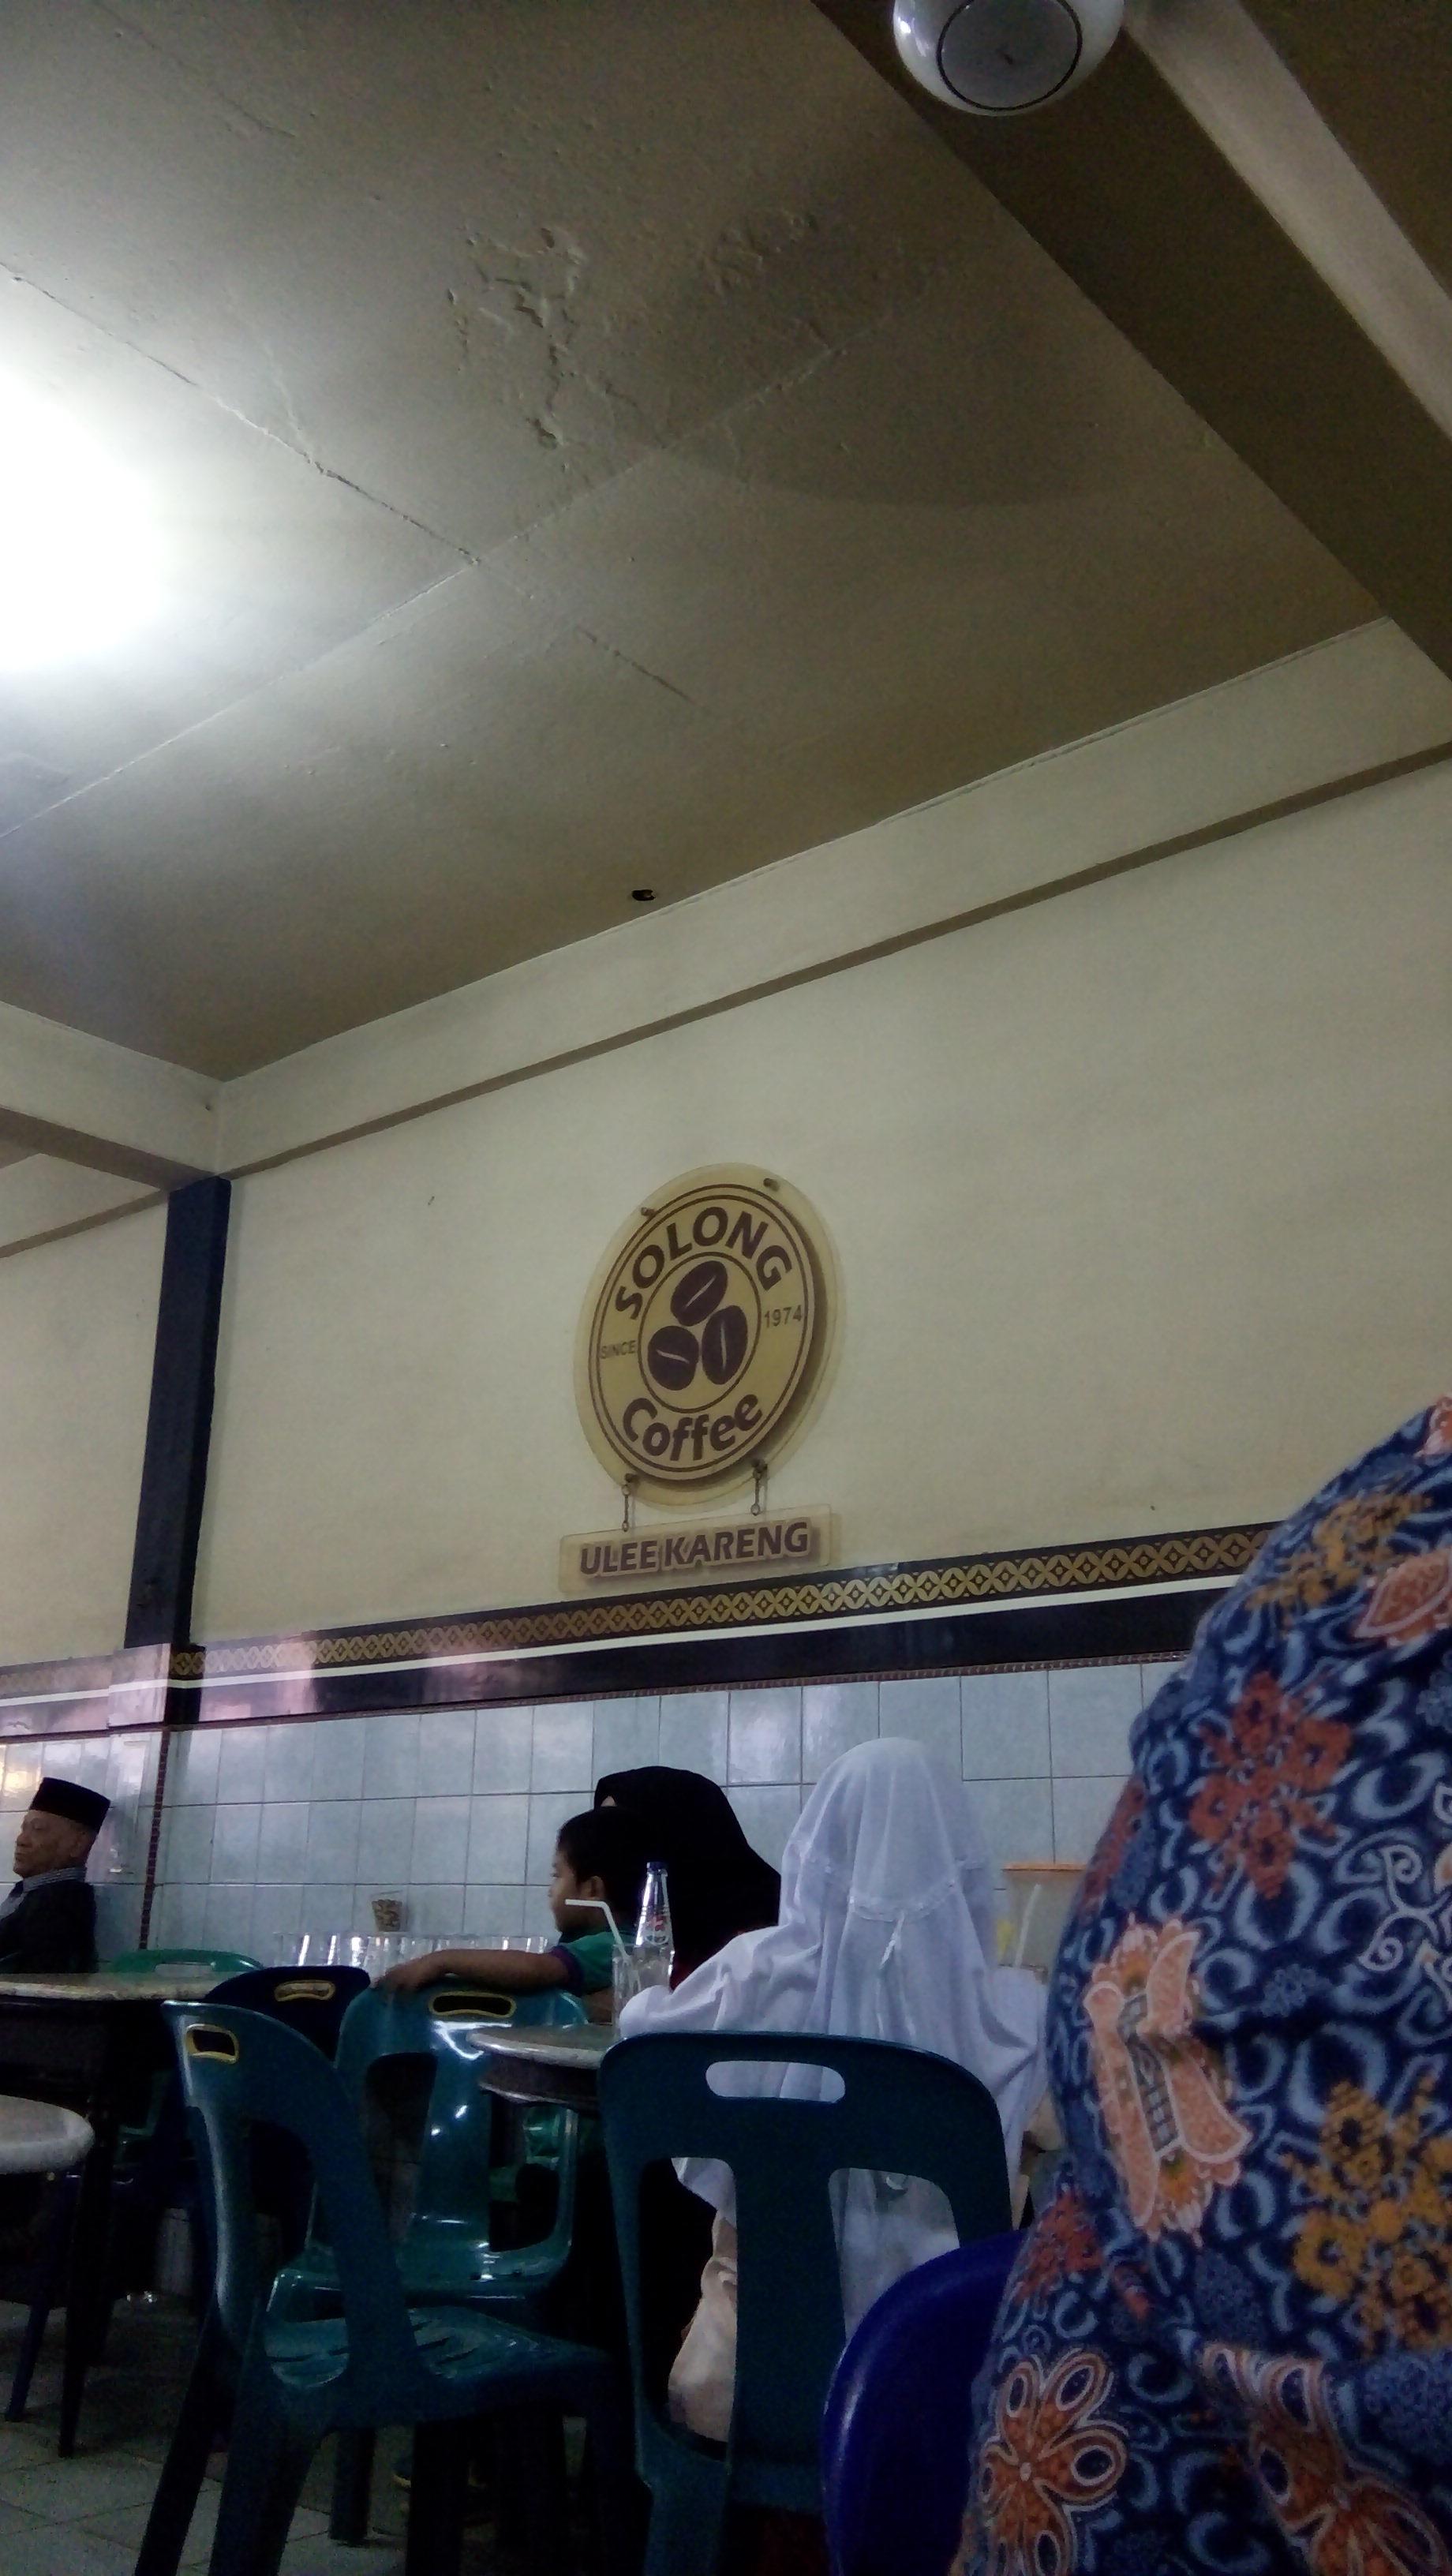 SOLONG
SINCE 1974
Coffee
ULEE KARENG